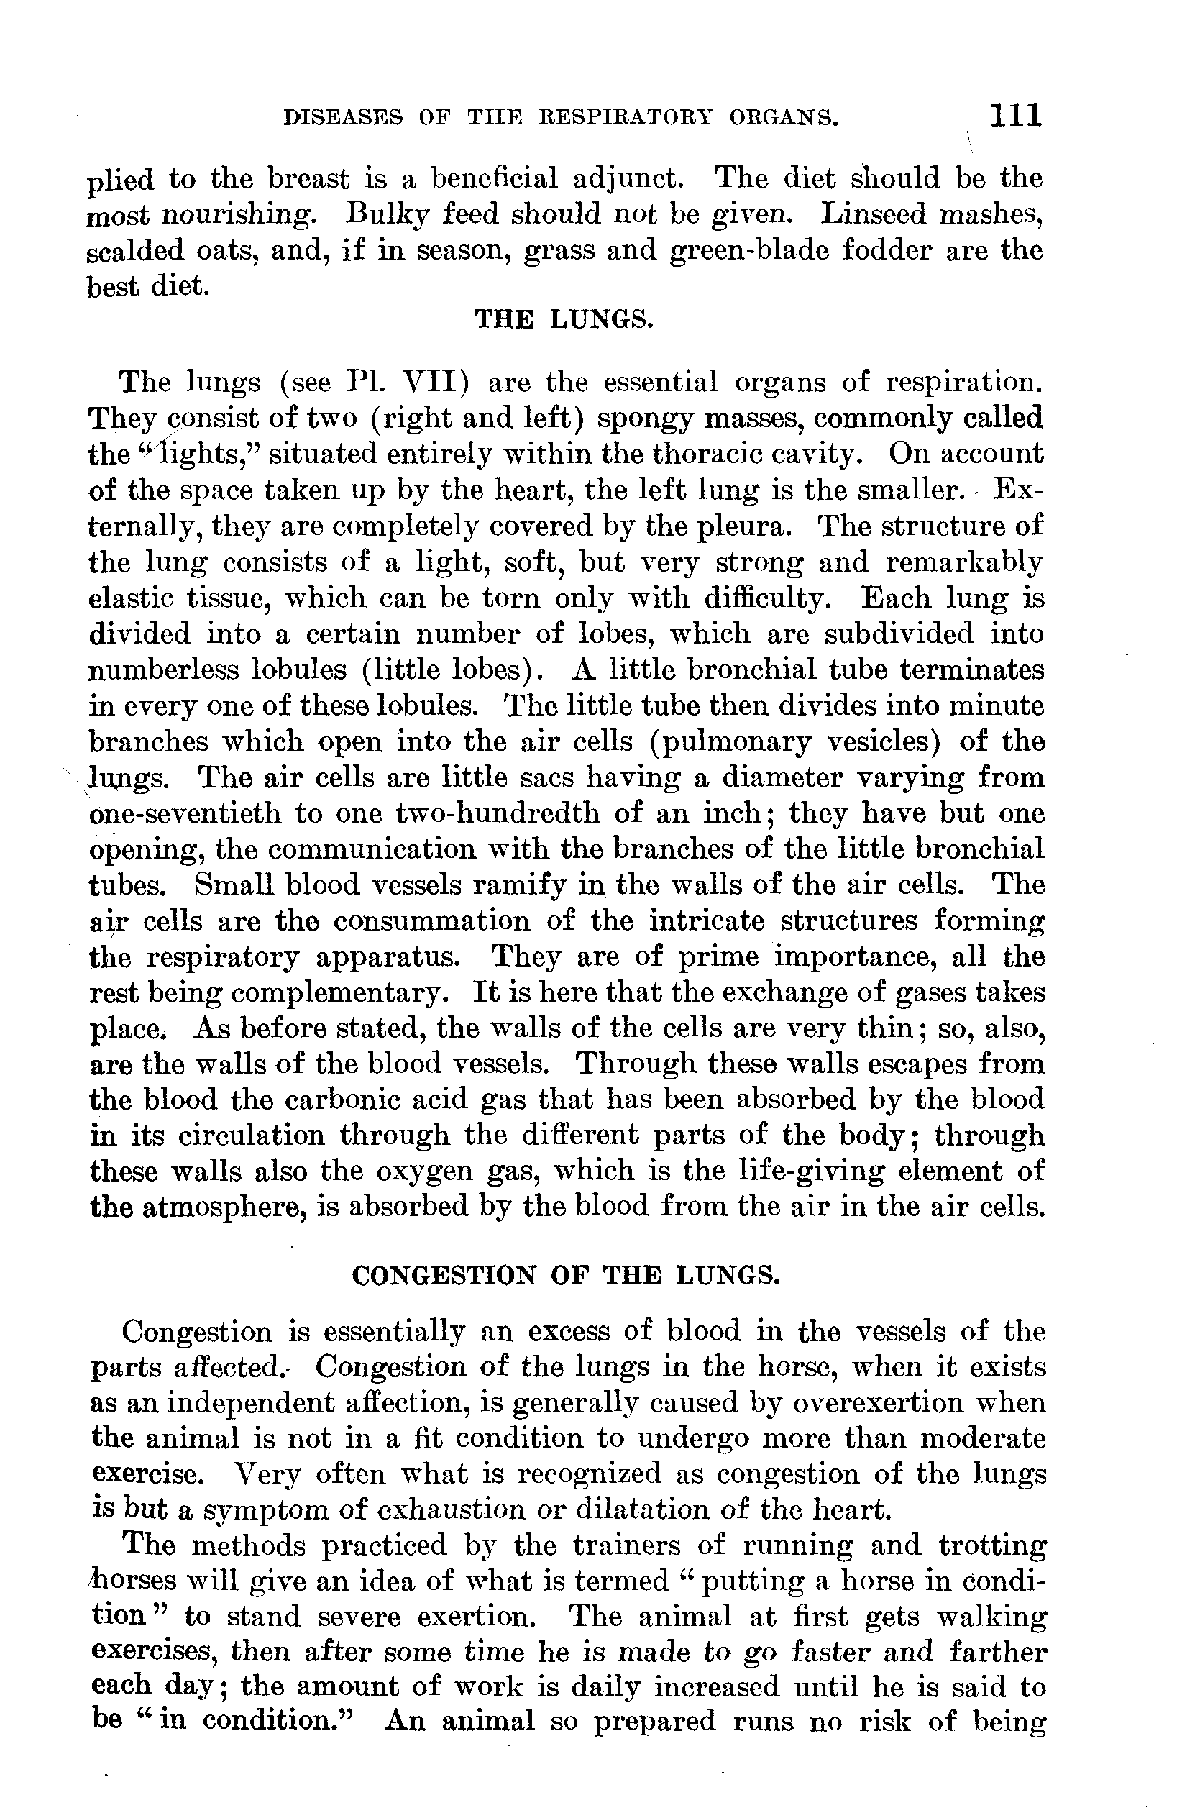 DISEASES OF THE RESPIRATORY ORGANS. 111
plied to the breast is a beneficial adjunct. The diet should be the
most nourishing. Bulky feed should not be given. Linseed mashes,
scalded oats, and, if in season, grass and green-blade fodder are the
best diet.
THE LUNGS.
The lungs (see Pl. VII) are the essential organs of respiration.
They consist of two (right and left) spongy masses, commonly called
the "lights," situated entirely within the thoracic cavity. On account
of the space taken up by the heart, the left lung is the smaller. Ex-
ternally, they are completely covered by the pleura. The structure of
the lung consists of a light, soft, but very strong and remarkably
elastic tissue, which can be torn only with difficulty. Each lung is
divided into a certain number of lobes, which are subdivided into
numberless lobules (little lobes). A little bronchial tube terminates
in every one of these lobules. The little tube then divides into minute
branches which open into the air cells (pulmonary vesicles) of the
lungs. The air cells are little sacs having a diameter varying from
one-seventieth to one two-hundredth of an inch; they have but one
opening, the communication with the branches of the little bronchial
tubes. Small blood vessels ramify in the walls of the air cells. The
air cells are the consummation of the intricate structures forming
the respiratory apparatus. They are of prime importance, all the
rest being complementary. It is here that the exchange of gases takes
place. As before stated, the walls of the cells are very thin; so, also,
are the walls of the blood vessels. Through these walls escapes from
the blood the carbonic acid gas that has been absorbed by the blood
in its circulation through the different parts of the body; through
these walls also the oxygen gas, which is the life-giving element of
the atmosphere, is absorbed by the blood from the air in the air cells.
CONGESTION OF THE LUNGS.
Congestion is essentially an excess of blood in the vessels of the
parts affected. Congestion of the lungs in the horse, when it exists
as an independent affection, is generally caused by overexertion when
the animal is not in a fit condition to undergo more than moderate
exercise. Very often what is recognized as congestion of the lungs
is but a symptom of exhaustion or dilatation of the heart.
The methods practiced by the trainers of running and trotting
horses will give an idea of what is termed "putting a horse in condi-
tion" to stand severe exertion. The animal at first gets walking
exercises, then after some time he is made to go faster and farther
each day; the amount of work is daily increased until he is said to
be "in condition." An animal so prepared runs no risk of being